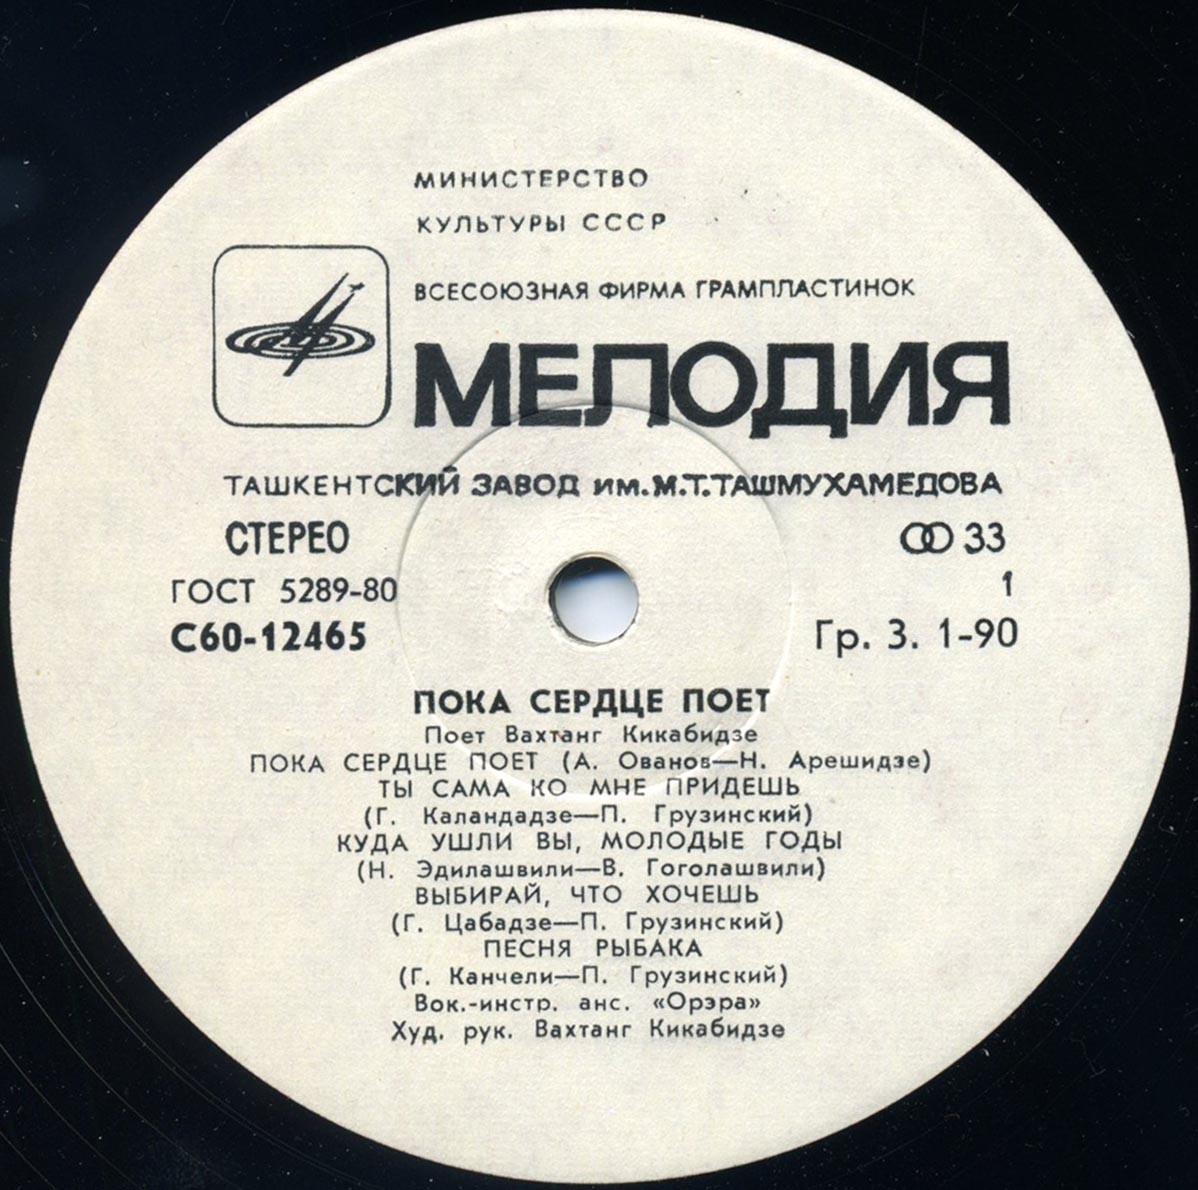 МИНИСТЕРСТВО
КУЛЬТУРЫ СССР
ВСЕСОЮЗНАЯ ФИРМА ГРАМПЛАСТИНОК
МЕЛОДИЯ
ТАШКЕНТСКИЙ ЗАВОД им.М.Т.ТАШМУХАМЕДОВА
СТЕРЕО 33
ГОСТ 5289-80 1
С60-12465 Гр. 3. 1-90
ПОКА СЕРДЦЕ ПОЕТ
Поет Вахтанг Кикабидзе
ПОКА СЕРДЦЕ ПОЕТ (А. Ованов—Н. Арешидзе)
ТЫ САМА КО МНЕ ПРИДЕШЬ
(Г. Каландадзе—П. Грузинский)
КУДА УШЛИ ВЫ, МОЛОДЫЕ ГОДЫ
(Н. Эдилашвили—В. Гоголашвили)
ВЫБИРАЙ, ЧТО ХОЧЕШЬ
(Г. Цабадзе—П. Грузинский)
ПЕСНЯ РЫБАКА
(Г. Канчели—П. Грузинский)
Вок.-инстр. анс. «Орэра»
Худ. рук. Вахтанг Кикабидзе